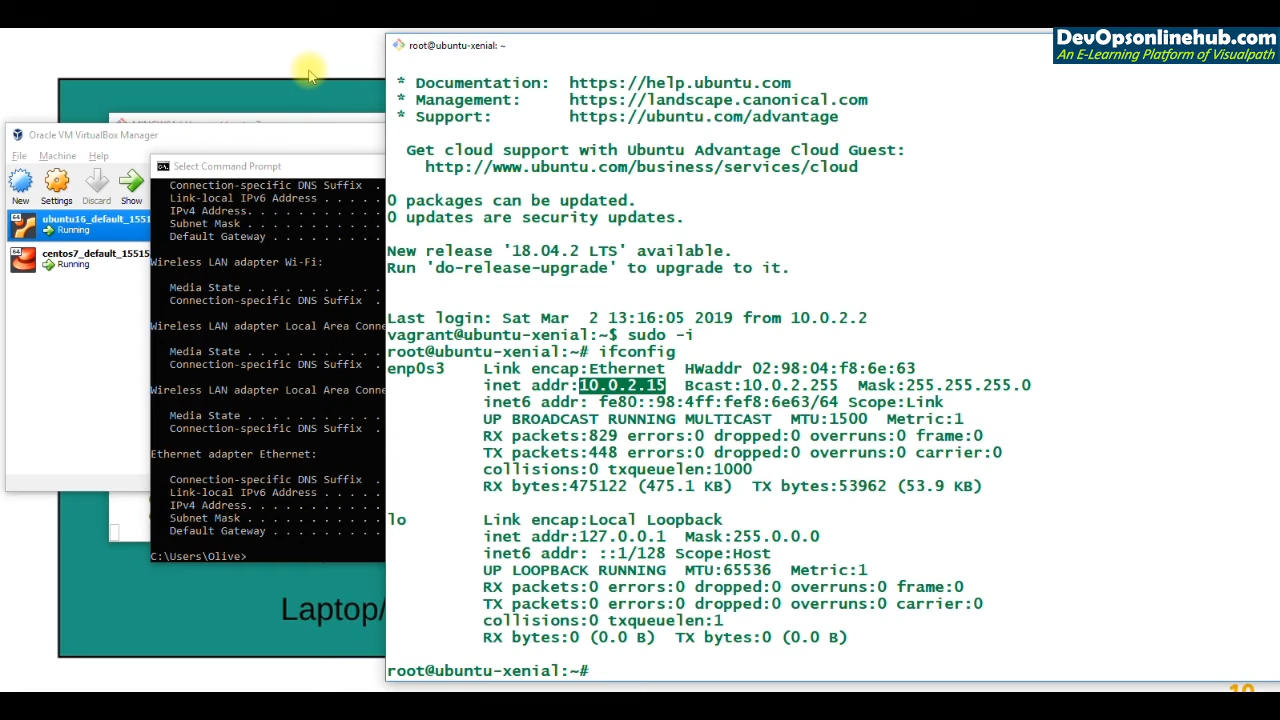 DevOpsonlinehub.com
An E-Learning Platform of Visualpath
root@ubuntu-xenial: ~
* Documentation:  https://help.ubuntu.com
* Management:     https://landscape.canonical.com
* Support:        https://ubuntu.com/advantage
Get cloud support with Ubuntu Advantage Cloud Guest:
http://www.ubuntu.com/business/services/cloud
0 packages can be updated.
0 updates are security updates.
New release '18.04.2 LTS' available.
Run 'do-release-upgrade' to upgrade to it.
Last login: Sat Mar  2 13:16:05 2019 from 10.0.2.2
vagrant@ubuntu-xenial:~$ sudo -i
root@ubuntu-xenial:~# ifconfig
enp0s3    Link encap:Ethernet  HWaddr 02:98:04:f8:6e:63
inet addr:10.0.2.15  Bcast:10.0.2.255  Mask:255.255.255.0
inet6 addr: fe80::98:4ff:fef8:6e63/64 Scope:Link
UP BROADCAST RUNNING MULTICAST  MTU:1500  Metric:1
RX packets:829 errors:0 dropped:0 overruns:0 frame:0
TX packets:448 errors:0 dropped:0 overruns:0 carrier:0
collisions:0 txqueuelen:1000
RX bytes:475122 (475.1 KB)  TX bytes:53962 (53.9 KB)
lo        Link encap:Local Loopback
inet addr:127.0.0.1  Mask:255.0.0.0
inet6 addr: ::1/128 Scope:Host
UP LOOPBACK RUNNING  MTU:65536  Metric:1
RX packets:0 errors:0 dropped:0 overruns:0 frame:0
TX packets:0 errors:0 dropped:0 overruns:0 carrier:0
collisions:0 txqueuelen:1
RX bytes:0 (0.0 B)  TX bytes:0 (0.0 B)
root@ubuntu-xenial:~#
Oracle VM VirtualBox Manager
File Machine Help
New Settings Discard Show
ubuntu16_default_1551
Running
centos7_default_15515
Running
Select Command Prompt
Connection-specific DNS Suffix  .
Link-local IPv6 Address . . . . .
IPv4 Address. . . . . . . . . . .
Subnet Mask . . . . . . . . . . .
Default Gateway . . . . . . . . .
Wireless LAN adapter Wi-Fi:
Media State . . . . . . . . . . .
Connection-specific DNS Suffix  .
Wireless LAN adapter Local Area Conne
Media State . . . . . . . . . . .
Connection-specific DNS Suffix  .
Wireless LAN adapter Local Area Conne
Media State . . . . . . . . . . .
Connection-specific DNS Suffix  .
Ethernet adapter Ethernet:
Connection-specific DNS Suffix  .
Link-local IPv6 Address . . . . .
IPv4 Address. . . . . . . . . . .
Subnet Mask . . . . . . . . . . .
Default Gateway . . . . . . . . .
C:\Users\Olive>
Laptop/